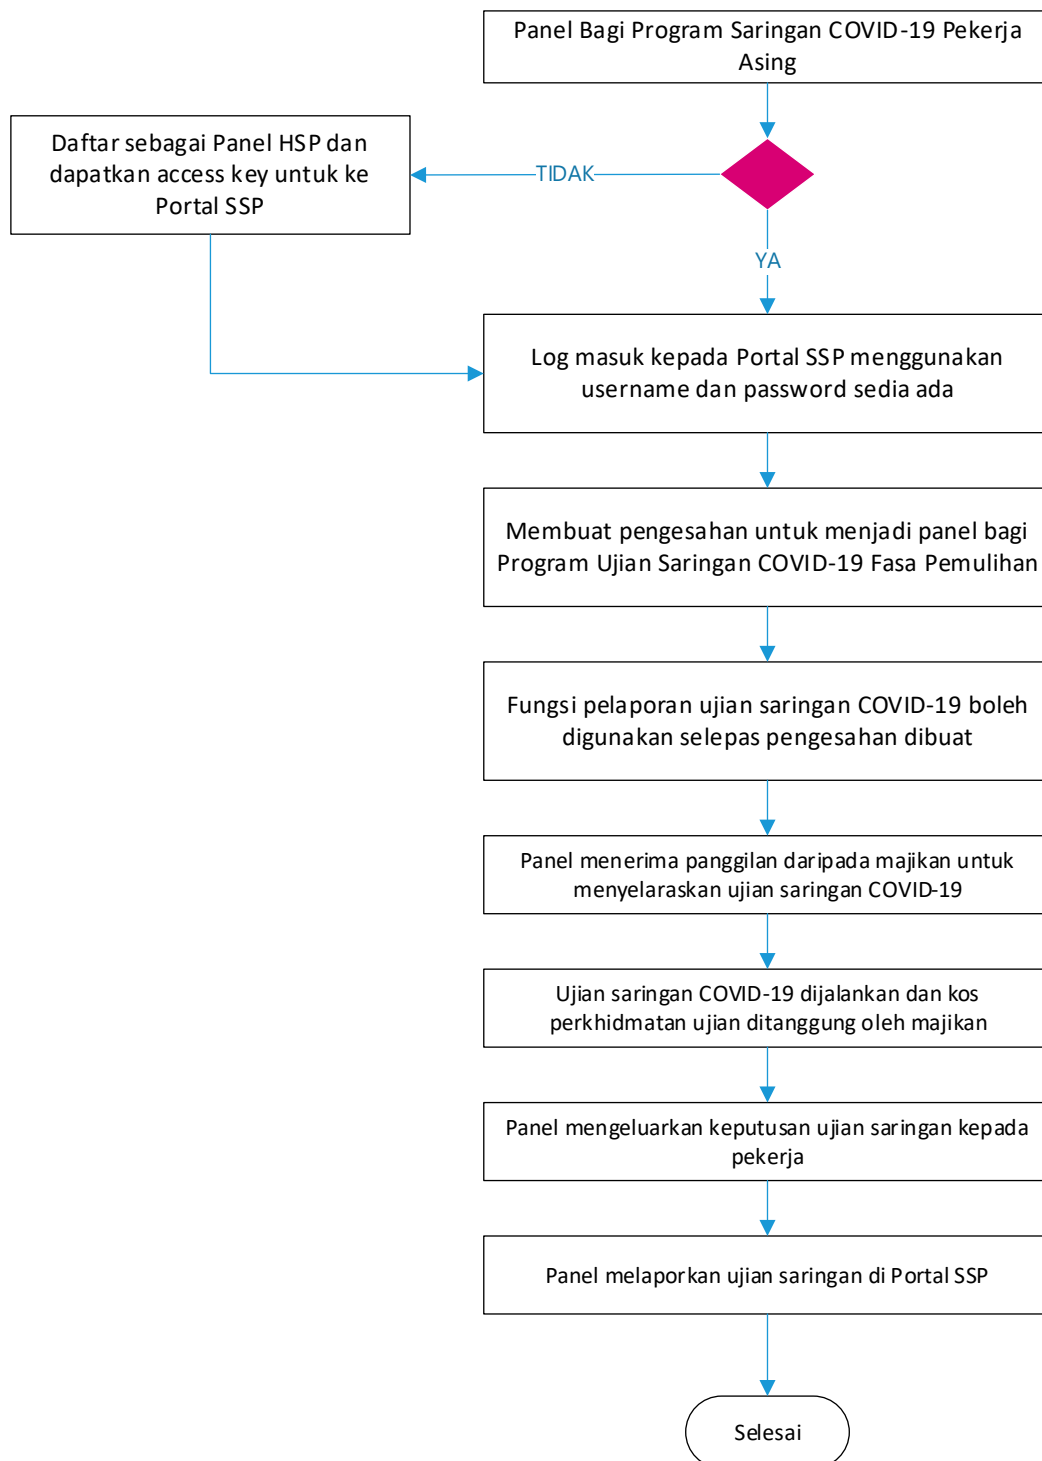 Panel Bagi Program Saringan COVID-19 Pekerja
Asing
Daftar sebagai Panel HSP dan
dapatkan access key untuk ke
Portal SSP
TIDAK
YA
Log masuk kepada Portal SSP menggunakan
username dan password sedia ada
Membuat pengesahan untuk menjadi panel bagi
Program Ujian Saringan COVID-19 Fasa Pemulihan
Fungsi pelaporan ujian saringan COVID-19 boleh
digunakan selepas pengesahan dibuat
Panel menerima panggilan daripada majikan untuk
menyelaraskan ujian saringan COVID-19
Ujian saringan COVID-19 dijalankan dan kos
perkhidmatan ujian ditanggung oleh majikan
Panel mengeluarkan keputusan ujian saringan kepada
pekerja
Panel melaporkan ujian saringan di Portal SSP
Selesai